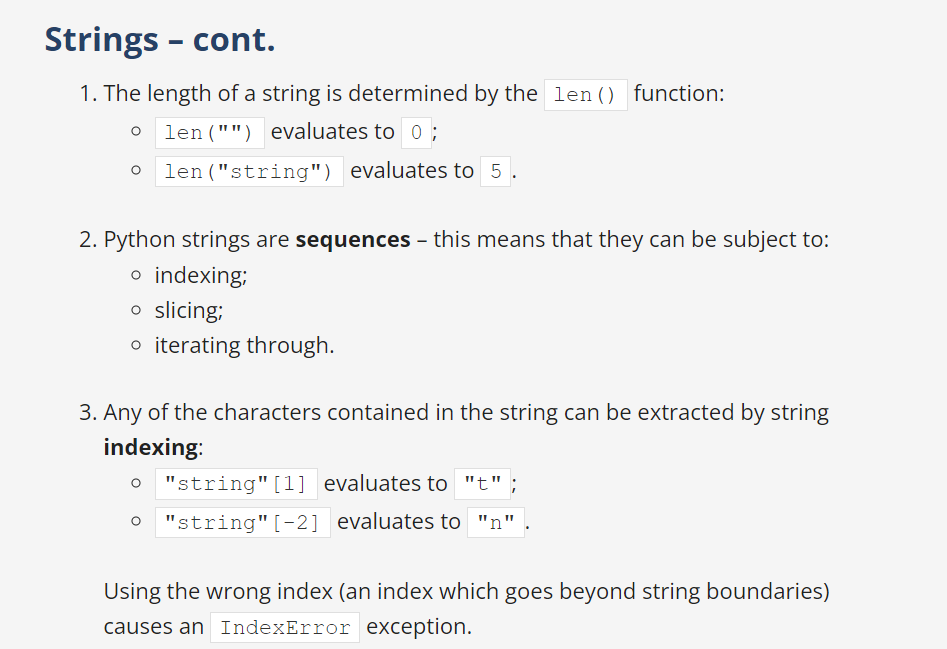 Strings – cont.
1. The length of a string is determined by the len() function:
len("") evaluates to 0;
len("string") evaluates to 5.
2. Python strings are sequences – this means that they can be subject to:
indexing;
slicing;
iterating through.
3. Any of the characters contained in the string can be extracted by string
indexing:
"string"[1] evaluates to "t";
"string"[-2] evaluates to "n".
Using the wrong index (an index which goes beyond string boundaries)
causes an IndexError exception.